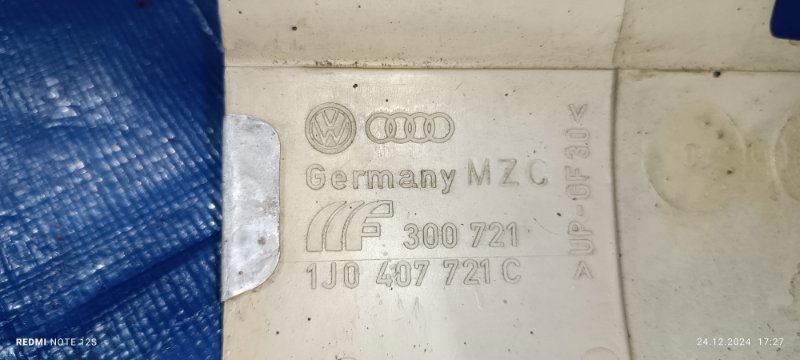 Germany MZC
300 721
1J0 407 721 C
>UP-GF30<
REDMI NOTE 12S
24.12.2024 17:27